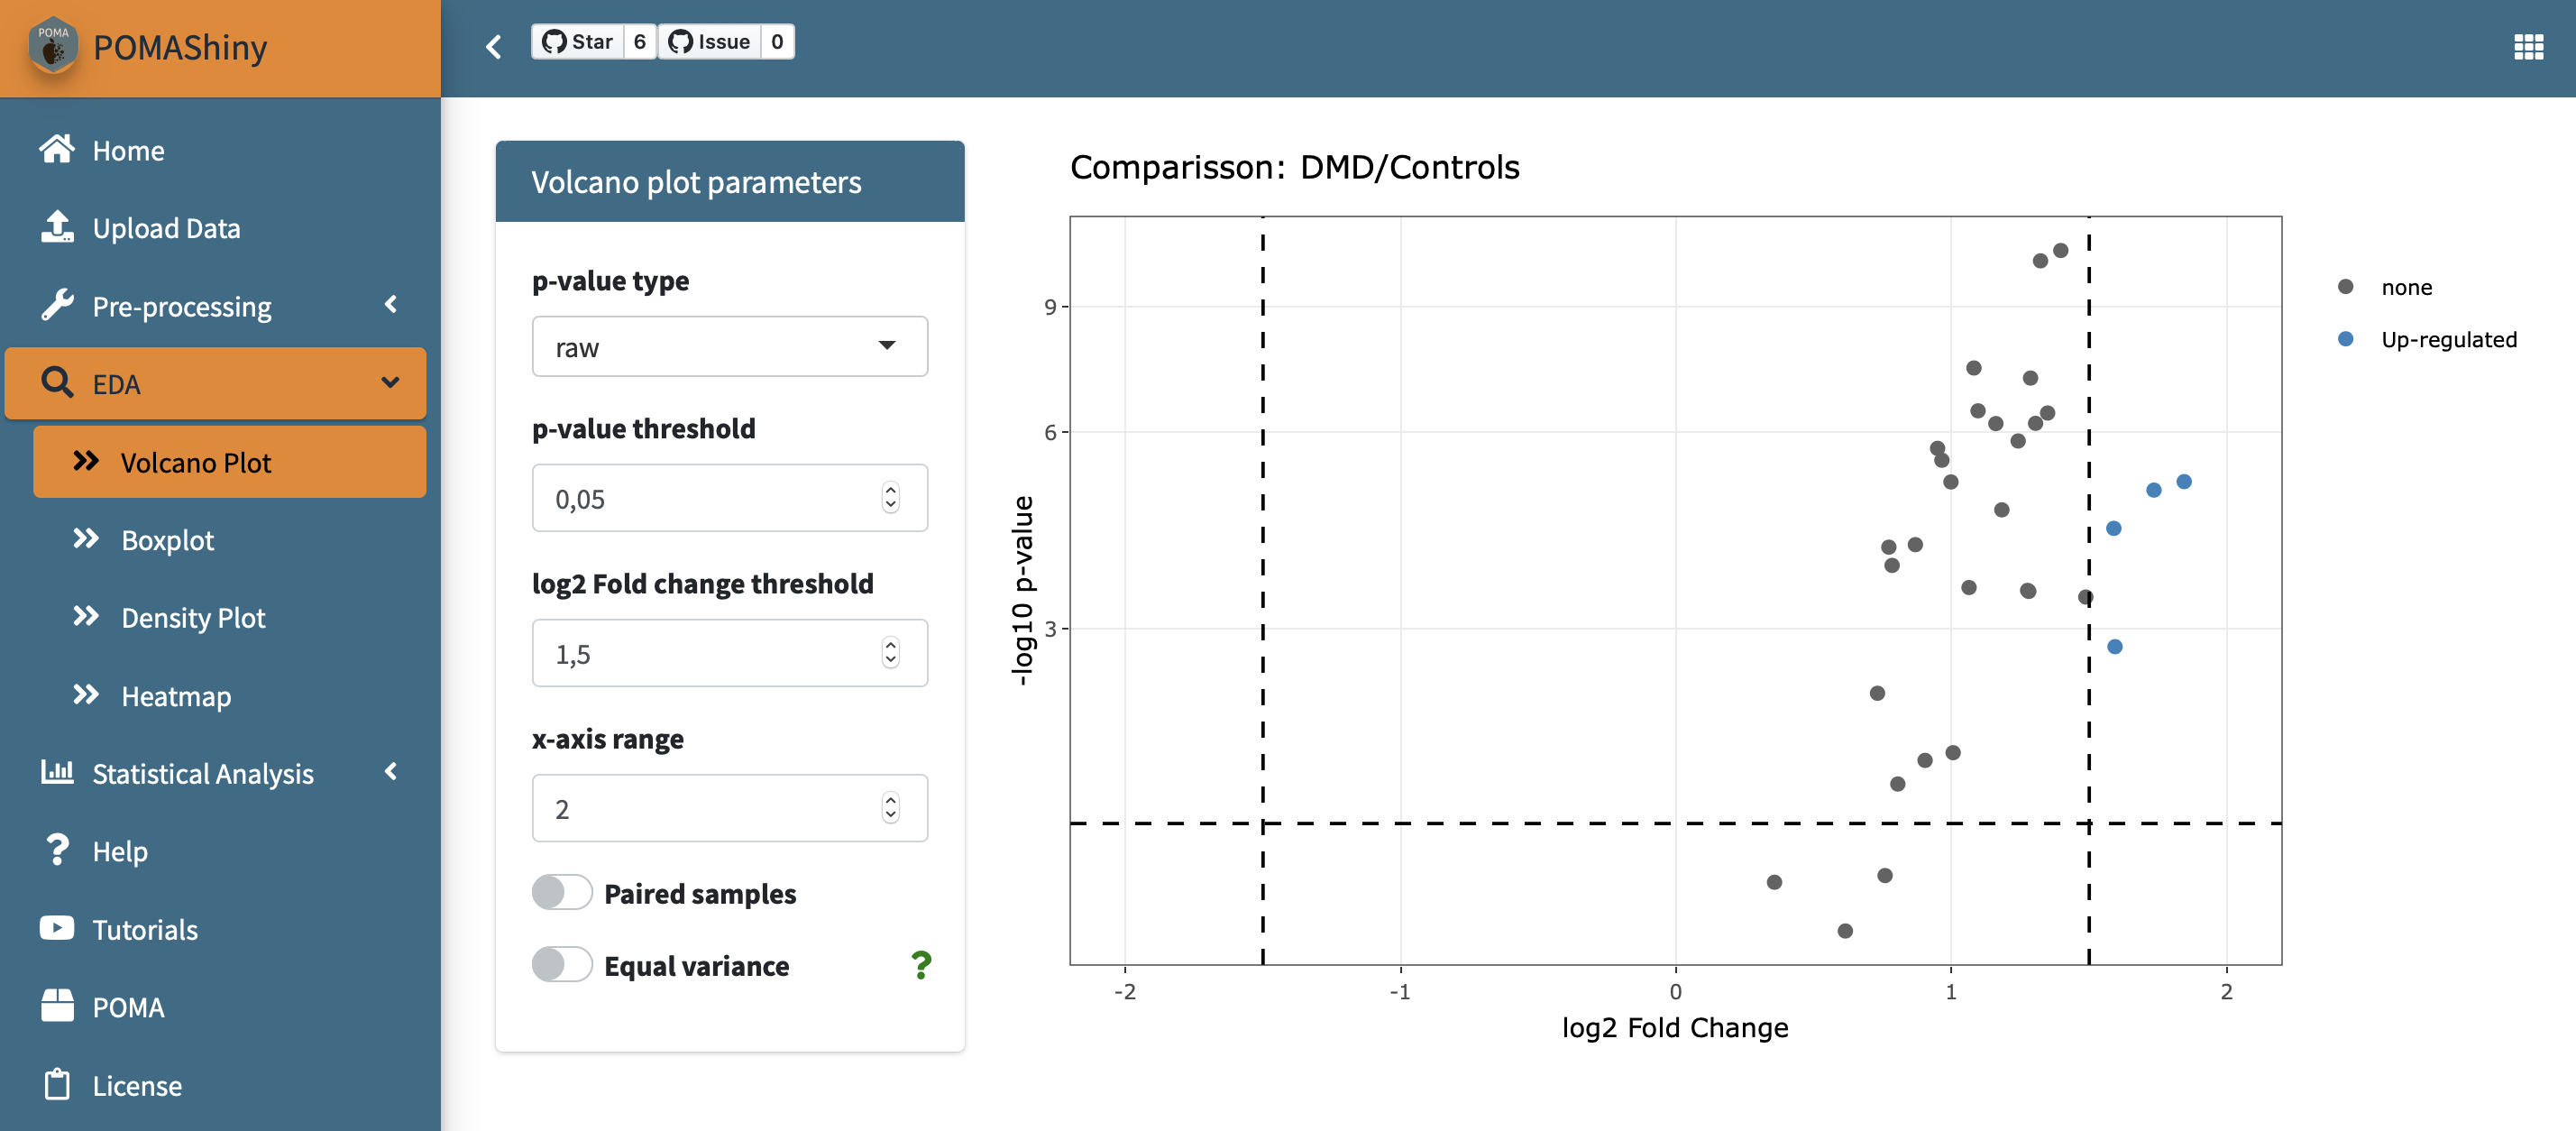 POMA
POMAShiny
Star 6 Issue 0
Home
Upload Data
Pre-processing
EDA
Volcano Plot
Boxplot
Density Plot
Heatmap
Statistical Analysis
? Help
Tutorials
POMA
License
Volcano plot parameters
p-value type
raw
p-value threshold
0,05
log2 Fold change threshold
1,5
x-axis range
2
Paired samples
Equal variance ?
Comparisson: DMD/Controls
-log10 p-value
9
6
3
-2 -1 0 1 2
log2 Fold Change
none
Up-regulated